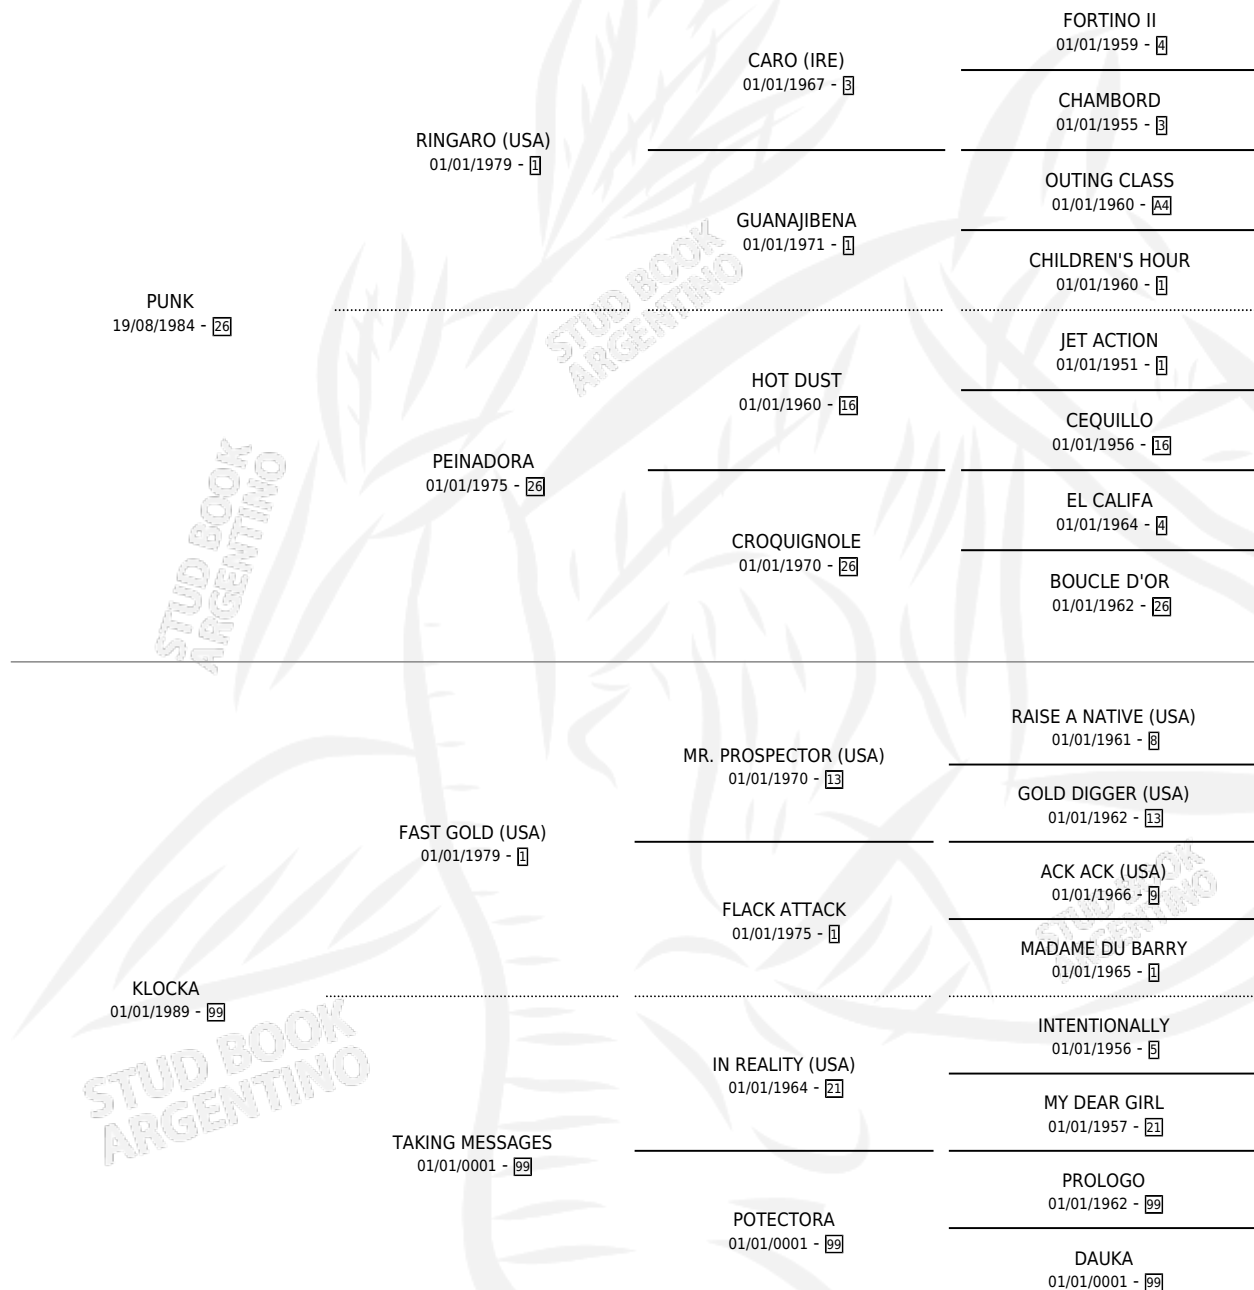 FORTINO II
01/01/1959 - 4
CARO (IRE)
01/01/1967 - 3
CHAMBORD
01/01/1955 - 3
RINGARO (USA)
01/01/1979 - 1
OUTING CLASS
01/01/1960 - A4
GUANAJIBENA
01/01/1971 - 1
CHILDREN'S HOUR
01/01/1960 - 1
PUNK
19/08/1984 - 26
JET ACTION
01/01/1951 - 1
HOT DUST
01/01/1960 - 16
CEQUILLO
01/01/1956 - 16
PEINADORA
01/01/1975 - 26
EL CALIFA
01/01/1964 - 4
CROQUIGNOLE
01/01/1970 - 26
BOUCLE D'OR
01/01/1962 - 26
RAISE A NATIVE (USA)
01/01/1961 - 8
MR. PROSPECTOR (USA)
01/01/1970 - 13
GOLD DIGGER (USA)
01/01/1962 - 13
FAST GOLD (USA)
01/01/1979 - 1
ACK ACK (USA)
01/01/1966 - 9
FLACK ATTACK
01/01/1975 - 1
MADAME DU BARRY
01/01/1965 - 1
KLOCKA
01/01/1989 - 99
INTENTIONALLY
01/01/1956 - 5
IN REALITY (USA)
01/01/1964 - 21
MY DEAR GIRL
01/01/1957 - 21
TAKING MESSAGES
01/01/0001 - 99
PROLOGO
01/01/1962 - 99
POTECTORA
01/01/0001 - 99
DAUKA
01/01/0001 - 99
STUD BOOK
ARGENTINO
STUD BOOK
ARGENTINO
STUD BOOK
ARGENTINO
STUD BOOK
ARGENTINO